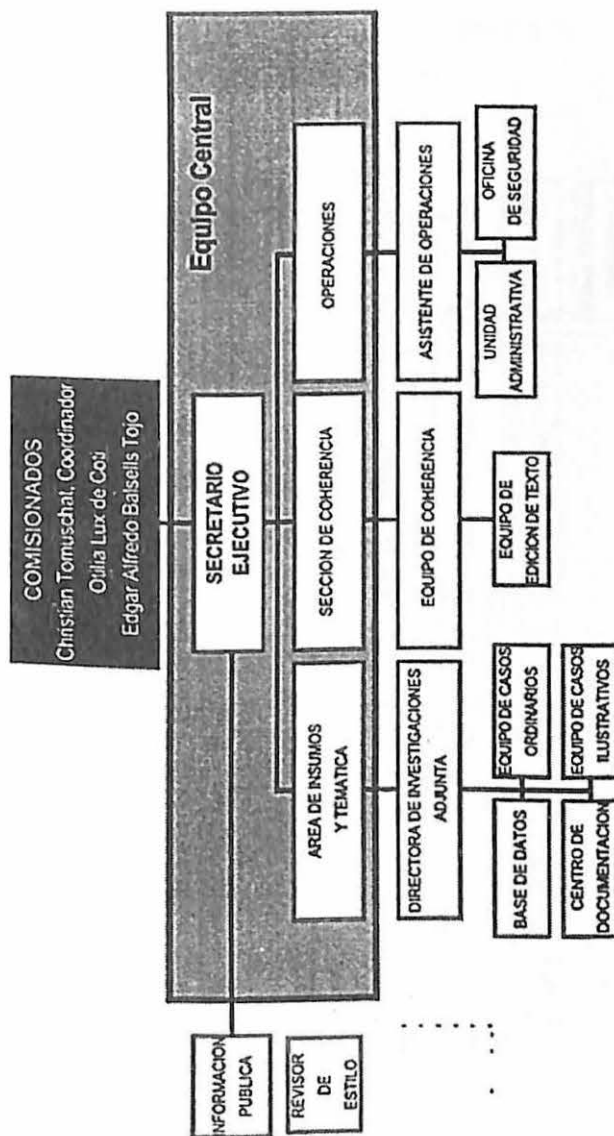 COMISIONADOS
Christian Tomuschat, Coordinador
Otilia Lux de Cotí
Edgar Alfredo Balsells Tojo
Equipo Central
SECRETARIO
EJECUTIVO
INFORMACION
PUBLICA
REVISOR
DE
ESTILO
AREA DE INSUMOS
Y TEMATICA
SECCION DE COHERENCIA
OPERACIONES
DIRECTORA DE INVESTIGACIONES
ADJUNTA
EQUIPO DE COHERENCIA
ASISTENTE DE OPERACIONES
BASE DE DATOS
EQUIPO DE CASOS
ORDINARIOS
CENTRO DE
DOCUMENTACION
EQUIPO DE CASOS
ILUSTRATIVOS
EQUIPO DE
EDICION DE TEXTO
UNIDAD
ADMINISTRATIVA
OFICINA
DE SEGURIDAD